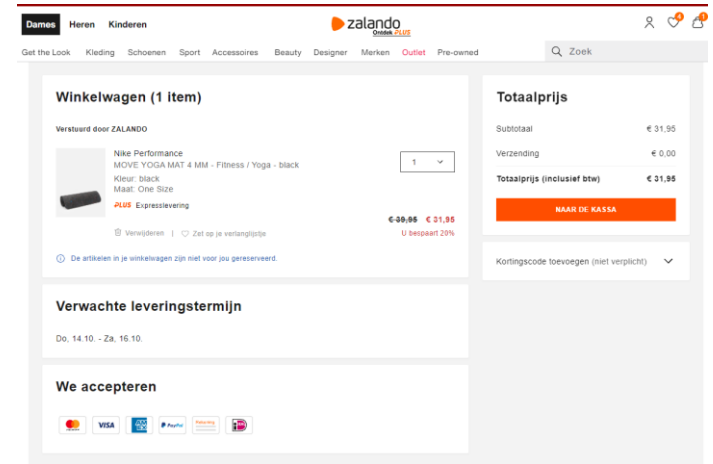 Dames Heren Kinderen
zalando
Ontdek PLUS
4
Get the Look Kleding Schoenen Sport Accessoires Beauty Designer Merken Outlet Pre-owned
Zoek
Winkelwagen (1 item)
Verstuurd door ZALANDO
Nike Performance
MOVE YOGA MAT 4 MM - Fitness / Yoga - black
Kleur: black
Maat: One Size
PLUS Expresslevering
1
€ 39,95 € 31,95
U bespaart 20%
Verwijderen | Zet op je verlanglijstje
De artikelen in je winkelwagen zijn niet voor jou gereserveerd.
Verwachte leveringstermijn
Do, 14.10. - Za, 16.10.
We accepteren
VISA
PayPal
Totaalprijs
Subtotaal € 31,95
Verzending € 0,00
Totaalprijs (inclusief btw) € 31,95
NAAR DE KASSA
Kortingscode toevoegen (niet verplicht)